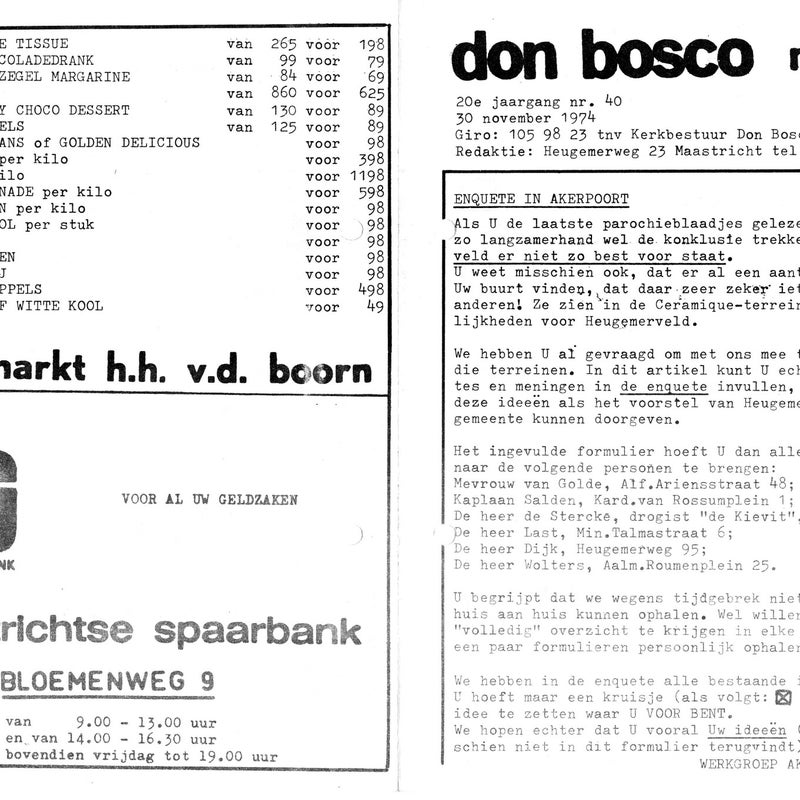 E TISSUE van 265 voor 198
COLADEDRANK van 99 voor 79
ZEGEL MARGARINE van 84 voor 69
van 860 voor 625
Y CHOCO DESSERT van 130 voor 89
ELS van 125 voor 89
ANS of GOLDEN DELICIOUS voor 98
per kilo voor 398
ilo voor 1198
NADE per kilo voor 598
N per kilo voor 98
OL per stuk voor 98
voor 98
EN voor 98
J voor 98
PPELS voor 498
F WITTE KOOL voor 49
markt h.h. v.d. boorn
VOOR AL UW GELDZAKEN
NK
richtse spaarbank
BLOEMENWEG 9
van 9.00 - 13.00 uur
en van 14.00 - 16.30 uur
bovendien vrijdag tot 19.00 uur
don bosco
20e jaargang nr. 40
30 november 1974
Giro: 105 98 23 tnv Kerkbestuur Don Bosc
Redaktie: Heugemerweg 23 Maastricht tel
ENQUETE IN AKERPOORT
Als U de laatste parochieblaadjes geleze
zo langzamerhand wel de konklusie trekke
veld er niet zo best voor staat.
U weet misschien ook, dat er al een aant
Uw buurt vinden, dat daar zeer zeker iet
anderen! Ze zien in de Ceramique-terrein
lijkheden voor Heugemerveld.
We hebben U al gevraagd om met ons mee t
die terreinen. In dit artikel kunt U ech
tes en meningen in de enquete invullen,
deze ideeën als het voorstel van Heugeme
gemeente kunnen doorgeven.
Het ingevulde formulier hoeft U dan alle
naar de volgende personen te brengen:
Mevrouw van Golde, Alf.Ariensstraat 48;
Kaplaan Salden, Kard.van Rossumplein 1;
De heer de Stercke, drogist "de Kievit",
De heer Last, Min.Talmastraat 6;
De heer Dijk, Heugemerweg 95;
De heer Wolters, Aalm.Roumenplein 25.
U begrijpt dat we wegens tijdgebrek niet
huis aan huis kunnen ophalen. Wel willen
"volledig" overzicht te krijgen in elke
een paar formulieren persoonlijk ophalen
We hebben in de enquete alle bestaande i
U hoeft maar een kruisje (als volgt: ☒
idee te zetten waar U VOOR BENT.
We hopen echter dat U vooral Uw ideeën (
schien niet in dit formulier terugvindt)
WERKGROEP AK